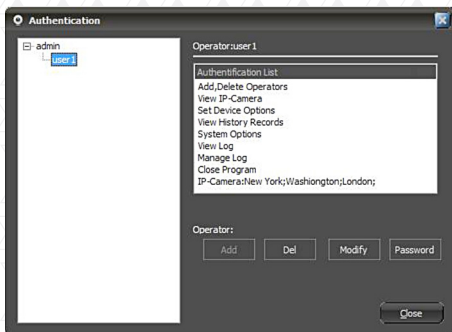 Authentication
admin
user1
Operator:user1
Authentification List
Add,Delete Operators
View IP-Camera
Set Device Options
View History Records
System Options
View Log
Manage Log
Close Program
IP-Camera:New York;Washiongton;London;
Operator:
Add Del Modify Password
Close